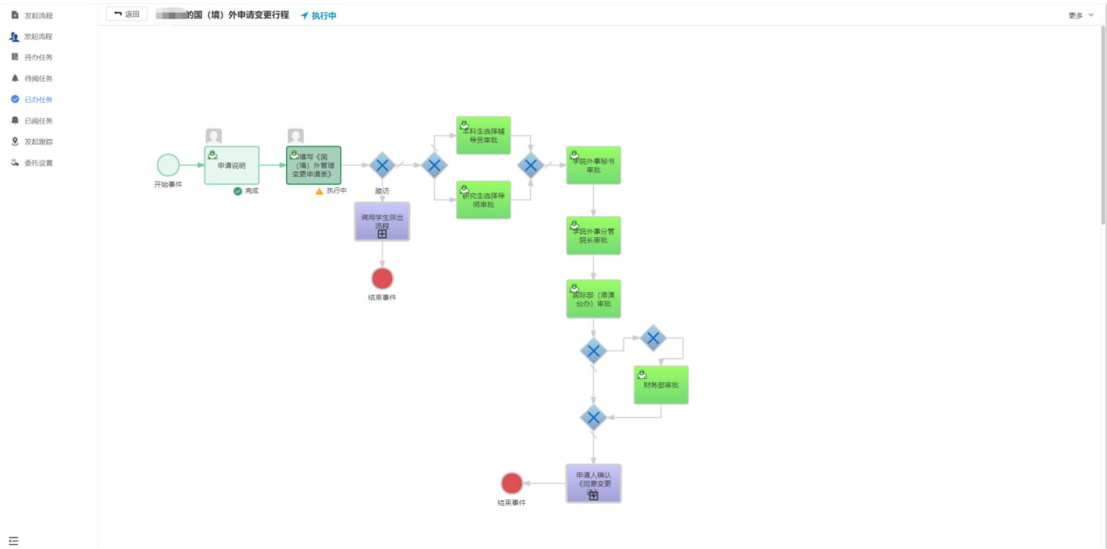 发起流程
发起流程
待办任务
待阅任务
已办任务
已阅任务
发起跟踪
委托设置
返回
的国（境）外申请变更行程
执行中
更多
申请说明
完成
填写《国
（境）外管理
变更申请表》
执行中
开始事件
本科生选择辅
导员审批
研究生选择导
师审批
学院外事秘书
审批
调用学生派出
流程
结束事件
学院外事分管
院长审批
国际部（港澳
台办）审批
财务部审批
申请人确认
《同意变更
结束事件